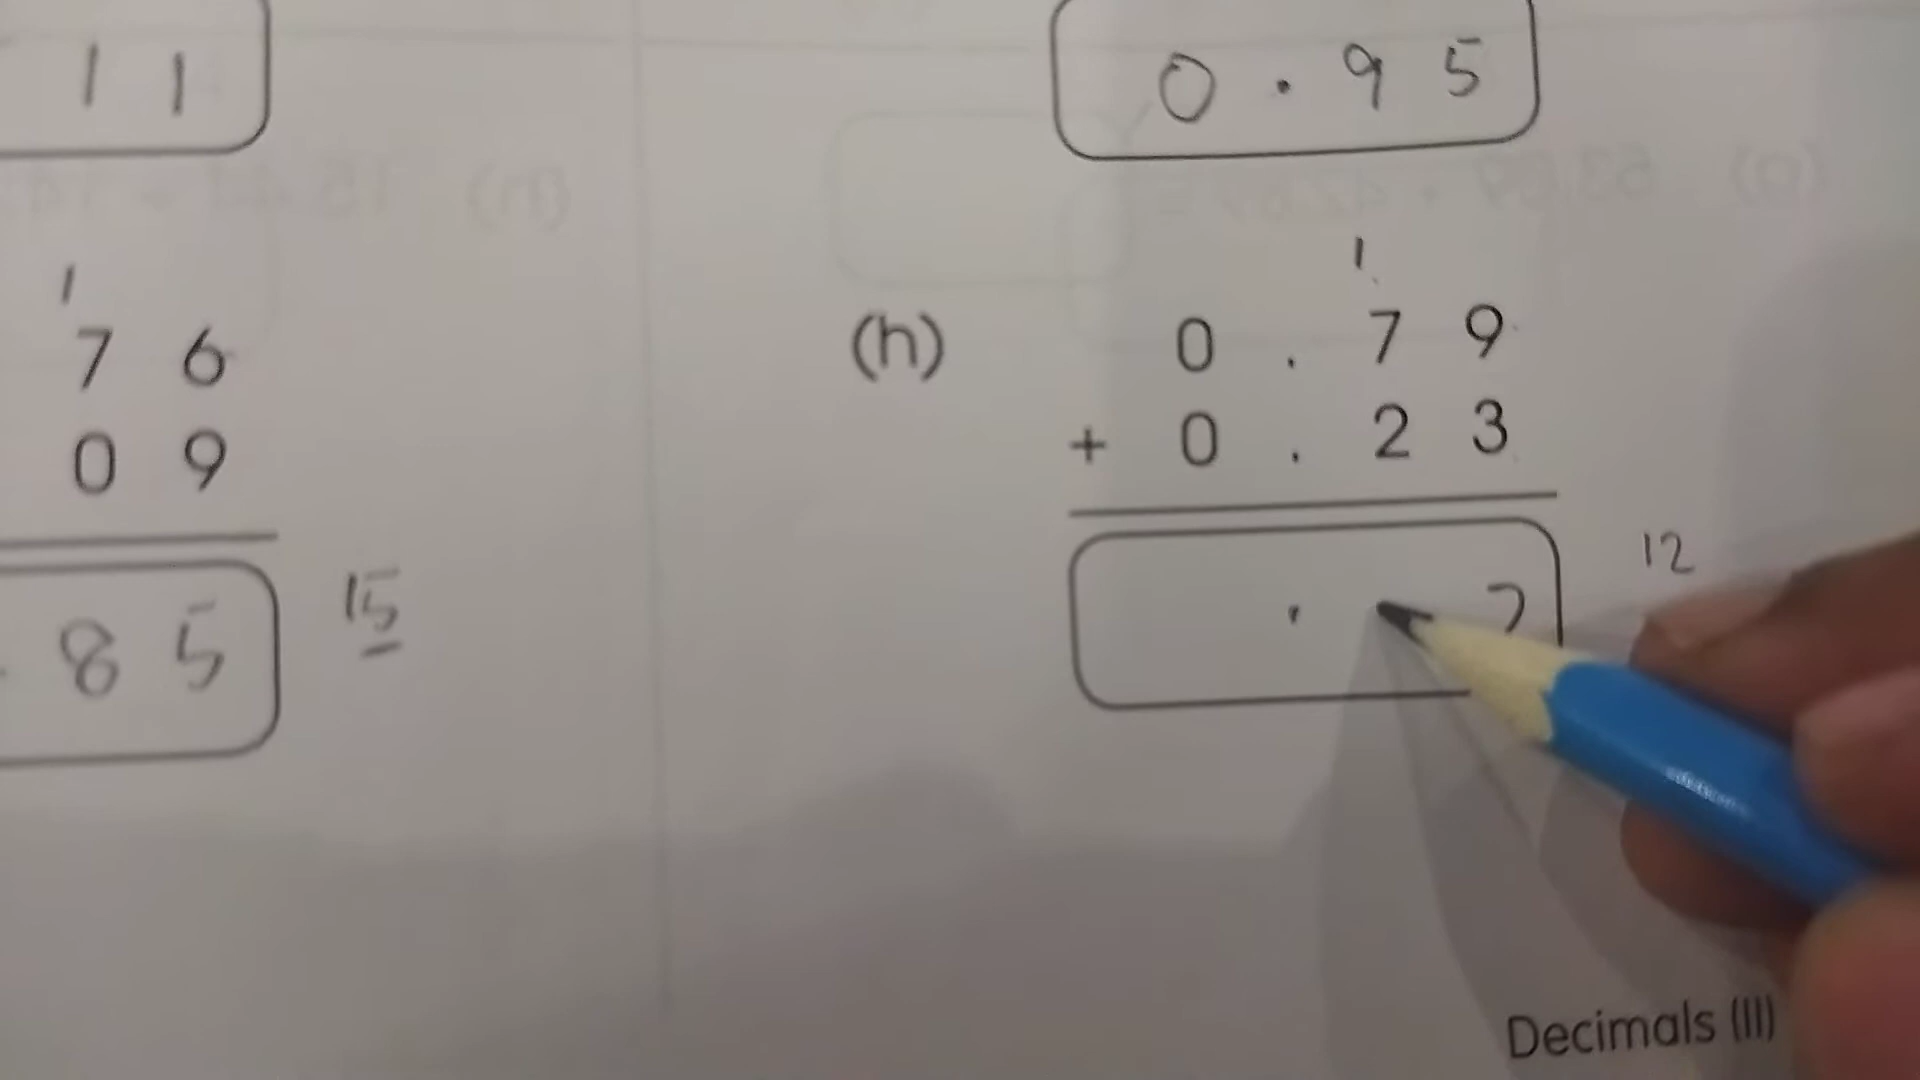 1 1
0 . 9 5
1
7 6
0 9
8 5
15
(h)
1
0 . 7 9
+ 0 . 2 3
. 2
12
Decimals (II)